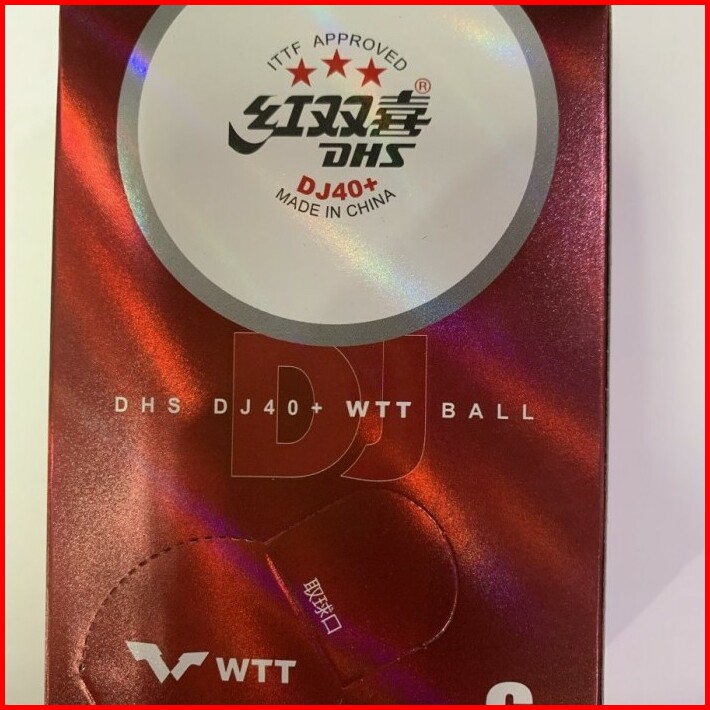 ITTF APPROVED
红双喜®
DHS
DJ40+
MADE IN CHINA
DJ
DHS DJ40+ WTT BALL
取球口
WTT